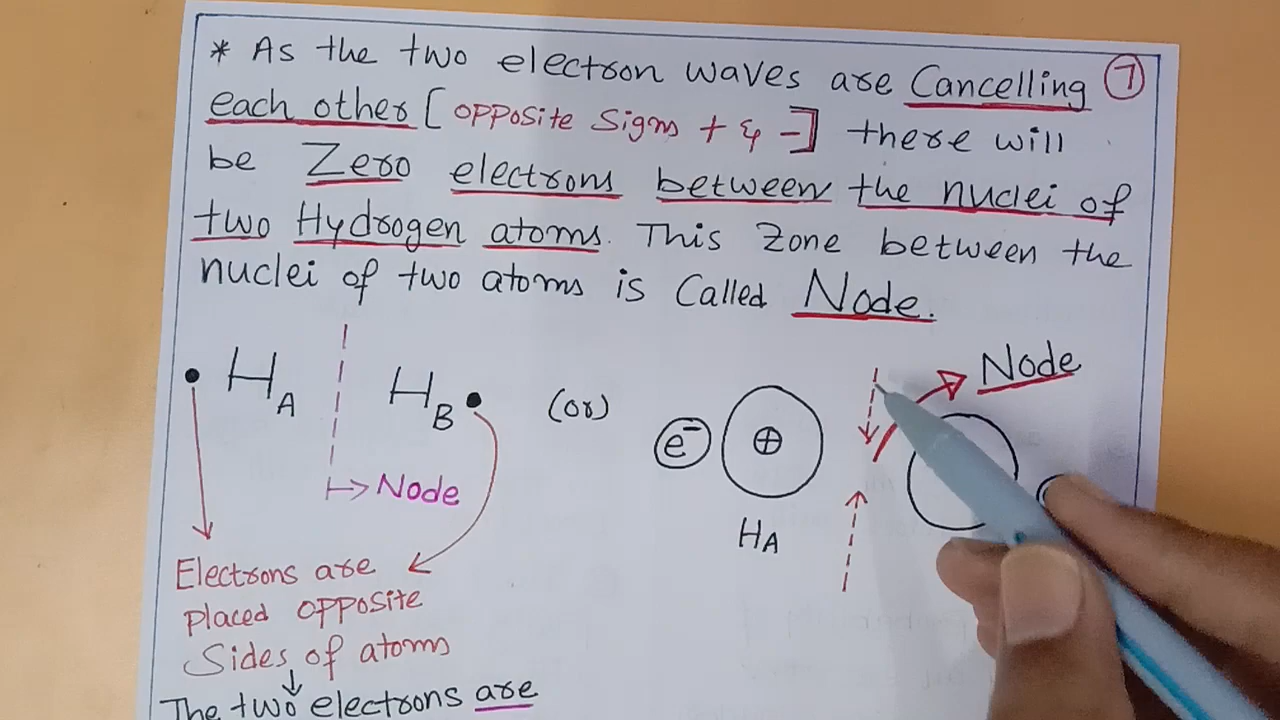 * As the two electron waves are Cancelling 7
each other [opposite signs + & -] there will
be Zero electrons between the nuclei of
two Hydrogen atoms. This Zone between the
nuclei of two atoms is Called Node.
HA HB (or) e- ⊕ Node
Node
HA
Electrons are
placed opposite
Sides of atoms
The two electrons are